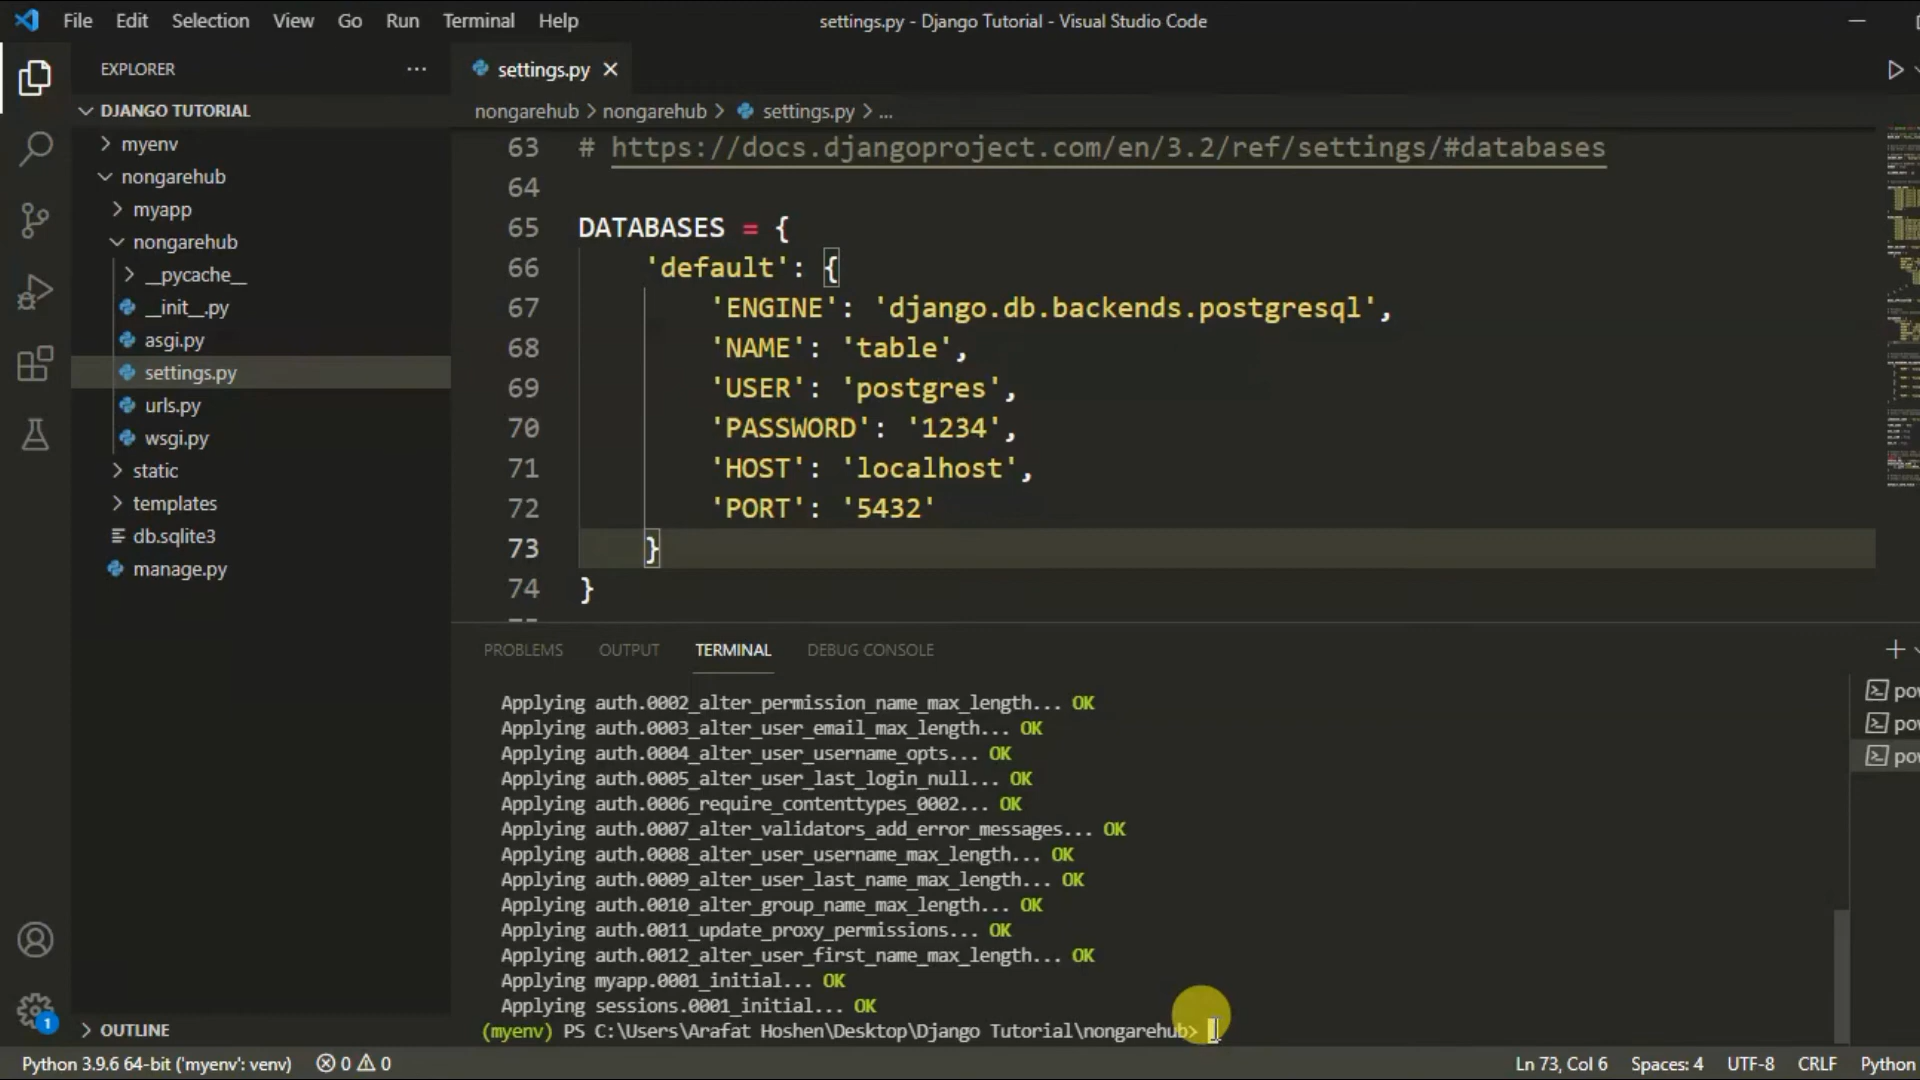 File Edit Selection View Go Run Terminal Help
settings.py - Django Tutorial - Visual Studio Code
EXPLORER
DJANGO TUTORIAL
myenv
nongarehub
myapp
nongarehub
__pycache__
__init__.py
asgi.py
settings.py
urls.py
wsgi.py
static
templates
db.sqlite3
manage.py
OUTLINE
settings.py
nongarehub > nongarehub > settings.py > ...
63 # https://docs.djangoproject.com/en/3.2/ref/settings/#databases
64
65 DATABASES = {
66 'default': {
67 'ENGINE': 'django.db.backends.postgresql',
68 'NAME': 'table',
69 'USER': 'postgres',
70 'PASSWORD': '1234',
71 'HOST': 'localhost',
72 'PORT': '5432'
73 }
74 }
PROBLEMS OUTPUT TERMINAL DEBUG CONSOLE
Applying auth.0002_alter_permission_name_max_length... OK
Applying auth.0003_alter_user_email_max_length... OK
Applying auth.0004_alter_user_username_opts... OK
Applying auth.0005_alter_user_last_login_null... OK
Applying auth.0006_require_contenttypes_0002... OK
Applying auth.0007_alter_validators_add_error_messages... OK
Applying auth.0008_alter_user_username_max_length... OK
Applying auth.0009_alter_user_last_name_max_length... OK
Applying auth.0010_alter_group_name_max_length... OK
Applying auth.0011_update_proxy_permissions... OK
Applying auth.0012_alter_user_first_name_max_length... OK
Applying myapp.0001_initial... OK
Applying sessions.0001_initial... OK
(myenv) PS C:\Users\Arafat Hoshen\Desktop\Django Tutorial\nongarehub>
pov
pov
pov
1
Python 3.9.6 64-bit ('myenv': venv) 0 0
Ln 73, Col 6 Spaces: 4 UTF-8 CRLF Python